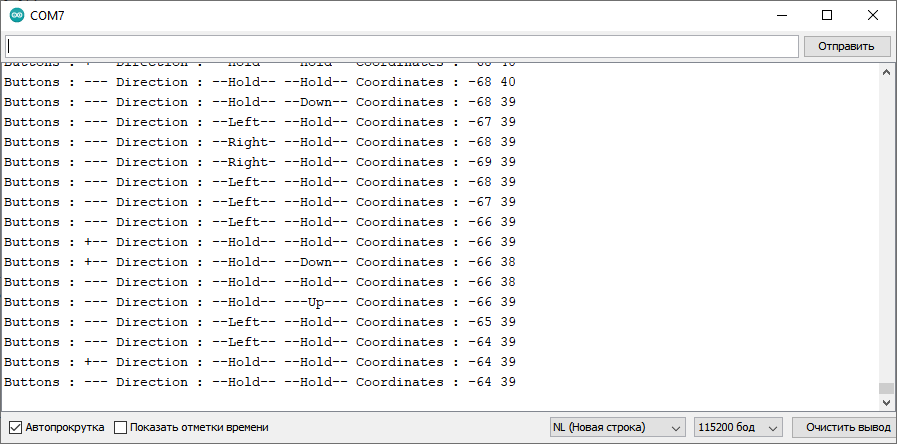 COM7
Отправить
Buttons : --- Direction : --Hold-- --Hold-- Coordinates : -68 40
Buttons : --- Direction : --Hold-- --Down-- Coordinates : -68 39
Buttons : --- Direction : --Left-- --Hold-- Coordinates : -67 39
Buttons : --- Direction : --Right- --Hold-- Coordinates : -68 39
Buttons : --- Direction : --Right- --Hold-- Coordinates : -69 39
Buttons : --- Direction : --Left-- --Hold-- Coordinates : -68 39
Buttons : --- Direction : --Left-- --Hold-- Coordinates : -67 39
Buttons : --- Direction : --Left-- --Hold-- Coordinates : -66 39
Buttons : +-- Direction : --Hold-- --Hold-- Coordinates : -66 39
Buttons : +-- Direction : --Hold-- --Down-- Coordinates : -66 38
Buttons : --- Direction : --Hold-- --Hold-- Coordinates : -66 38
Buttons : --- Direction : --Hold-- ---Up--- Coordinates : -66 39
Buttons : --- Direction : --Left-- --Hold-- Coordinates : -65 39
Buttons : --- Direction : --Left-- --Hold-- Coordinates : -64 39
Buttons : +-- Direction : --Hold-- --Hold-- Coordinates : -64 39
Buttons : --- Direction : --Hold-- --Hold-- Coordinates : -64 39
Автопрокрутка Показать отметки времени NL (Новая строка) 115200 бод Очистить вывод